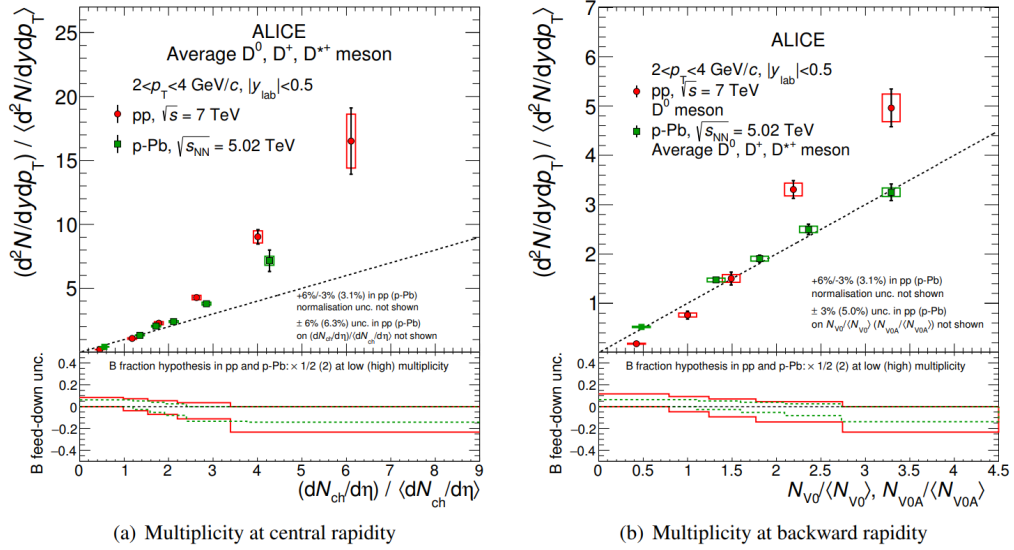 (d²N/dydp_T) / ⟨d²N/dydp_T⟩
25
20
15
10
5
ALICE
Average D⁰, D⁺, D*⁺ meson
2<p_T<4 GeV/c, |y_lab|<0.5
pp, √s = 7 TeV
p-Pb, √s_NN = 5.02 TeV
+6%/-3% (3.1%) in pp (p-Pb)
normalisation unc. not shown
± 6% (6.3%) unc. in pp (p-Pb)
on (dN_ch/dη)/⟨dN_ch/dη⟩ not shown
B feed-down unc.
0.4
0.2
0
−0.2
−0.4
B fraction hypothesis in pp and p-Pb: × 1/2 (2) at low (high) multiplicity
0 1 2 3 4 5 6 7 8 9
(dN_ch/dη) / ⟨dN_ch/dη⟩
(a) Multiplicity at central rapidity
(d²N/dydp_T) / ⟨d²N/dydp_T⟩
7
6
5
4
3
2
1
ALICE
2<p_T<4 GeV/c, |y_lab|<0.5
pp, √s = 7 TeV
D⁰ meson
p-Pb, √s_NN = 5.02 TeV
Average D⁰, D⁺, D*⁺ meson
+6%/-3% (3.1%) in pp (p-Pb)
normalisation unc. not shown
± 3% (5.0%) unc. in pp (p-Pb)
on N_V0/⟨N_V0⟩ (N_V0A/⟨N_V0A⟩) not shown
B feed-down unc.
0.4
0.2
0
−0.2
−0.4
B fraction hypothesis in pp and p-Pb: × 1/2 (2) at low (high) multiplicity
0 0.5 1 1.5 2 2.5 3 3.5 4 4.5
N_V0/⟨N_V0⟩, N_V0A/⟨N_V0A⟩
(b) Multiplicity at backward rapidity